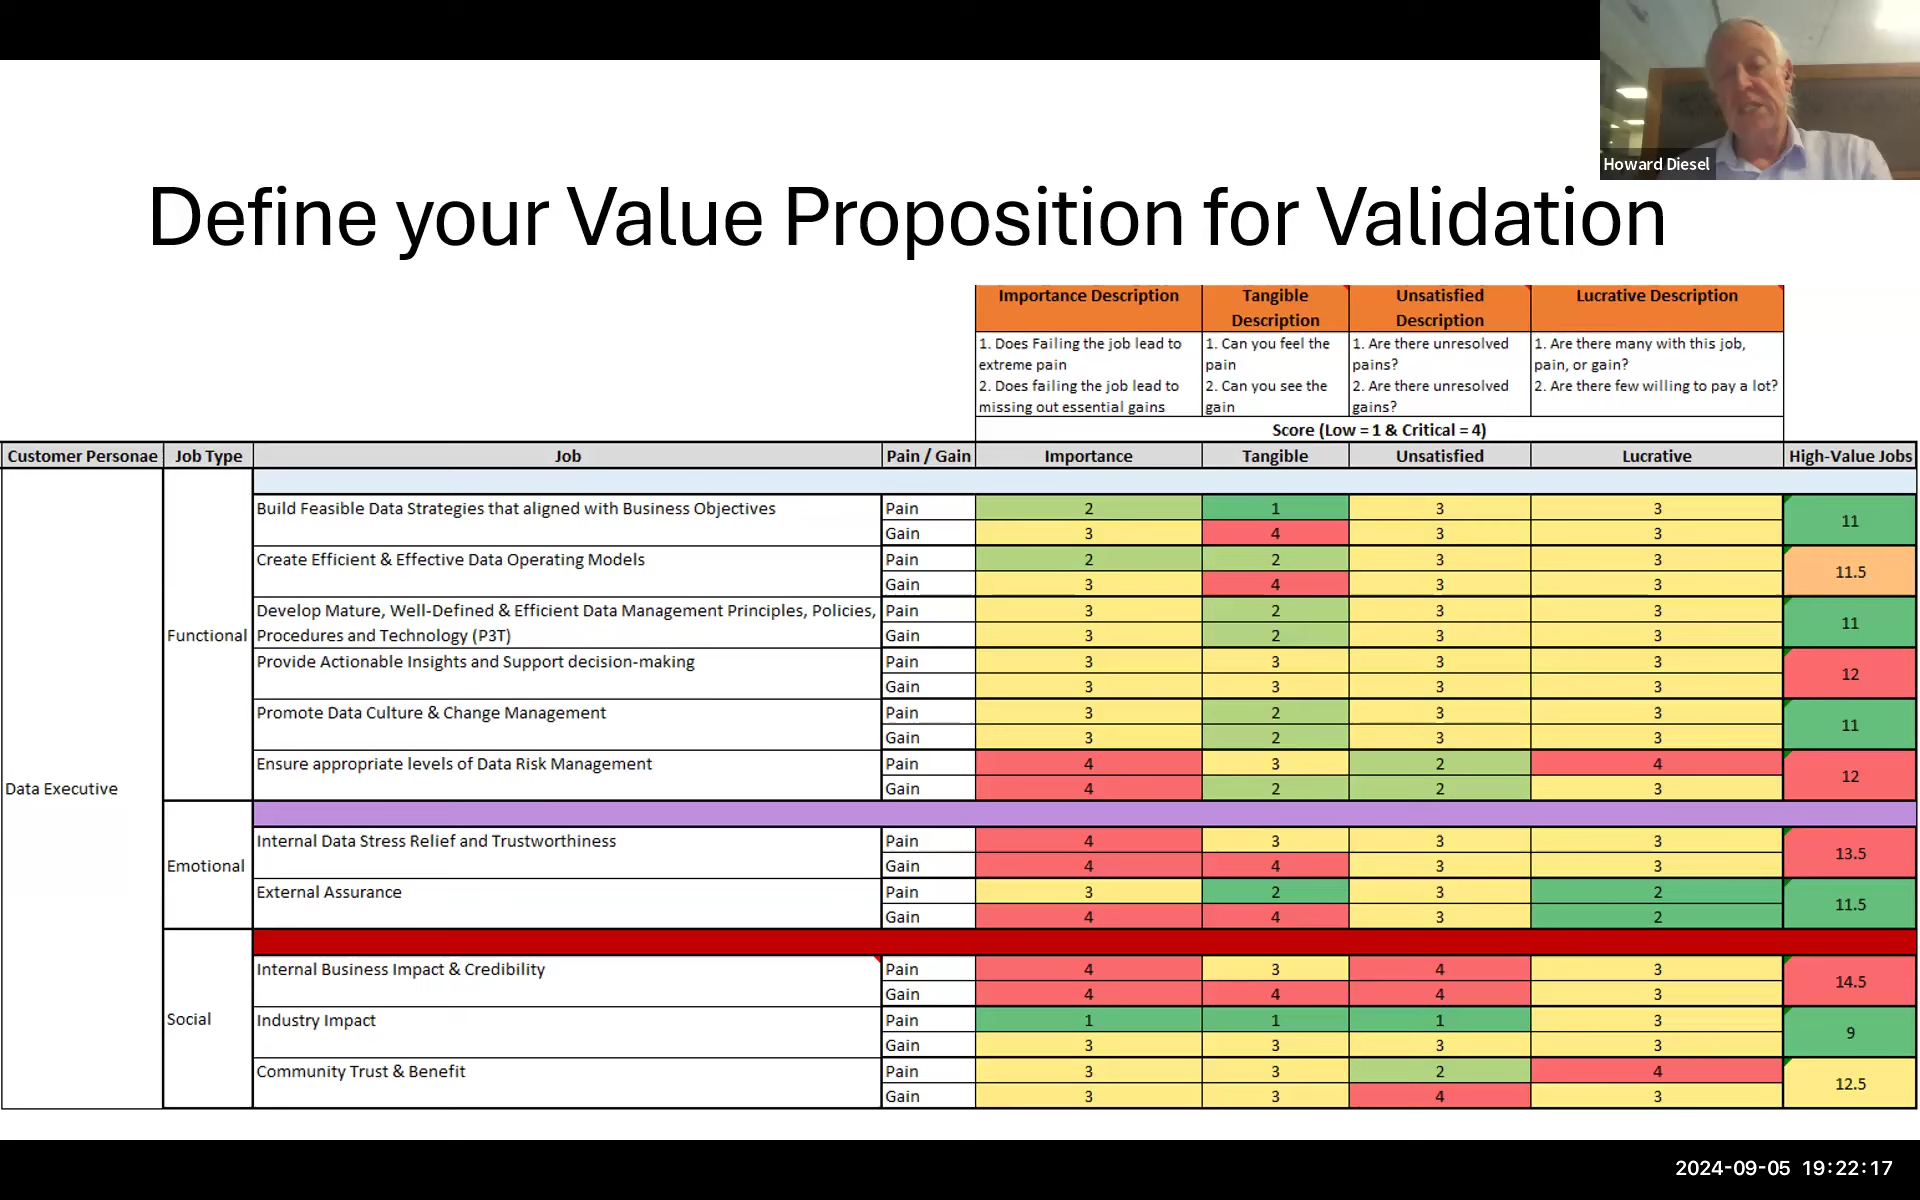 Howard Diesel
Define your Value Proposition for Validation
Importance Description Tangible Description Unsatisfied Description Lucrative Description
1. Does Failing the job lead to extreme pain
2. Does failing the job lead to missing out essential gains
1. Can you feel the pain
2. Can you see the gain
1. Are there unresolved pains?
2. Are there unresolved gains?
1. Are there many with this job, pain, or gain?
2. Are there few willing to pay a lot?
Score (Low = 1 & Critical = 4)
Customer Personae Job Type Job Pain / Gain Importance Tangible Unsatisfied Lucrative High-Value Jobs
Data Executive
Functional
Build Feasible Data Strategies that aligned with Business Objectives Pain 2 1 3 3 11
Gain 3 4 3 3
Create Efficient & Effective Data Operating Models Pain 2 2 3 3 11.5
Gain 3 4 3 3
Develop Mature, Well-Defined & Efficient Data Management Principles, Policies, Pain 3 2 3 3 11
Procedures and Technology (P3T) Gain 3 2 3 3
Provide Actionable Insights and Support decision-making Pain 3 3 3 3 12
Gain 3 3 3 3
Promote Data Culture & Change Management Pain 3 2 3 3 11
Gain 3 2 3 3
Ensure appropriate levels of Data Risk Management Pain 4 3 2 4 12
Gain 4 2 2 3
Emotional
Internal Data Stress Relief and Trustworthiness Pain 4 3 3 3 13.5
Gain 4 4 3 3
External Assurance Pain 3 2 3 2 11.5
Gain 4 4 3 2
Social
Internal Business Impact & Credibility Pain 4 3 4 3 14.5
Gain 4 4 4 3
Industry Impact Pain 1 1 1 3 9
Gain 3 3 3 3
Community Trust & Benefit Pain 3 3 2 4 12.5
Gain 3 3 4 3
2024-09-05 19:22:17